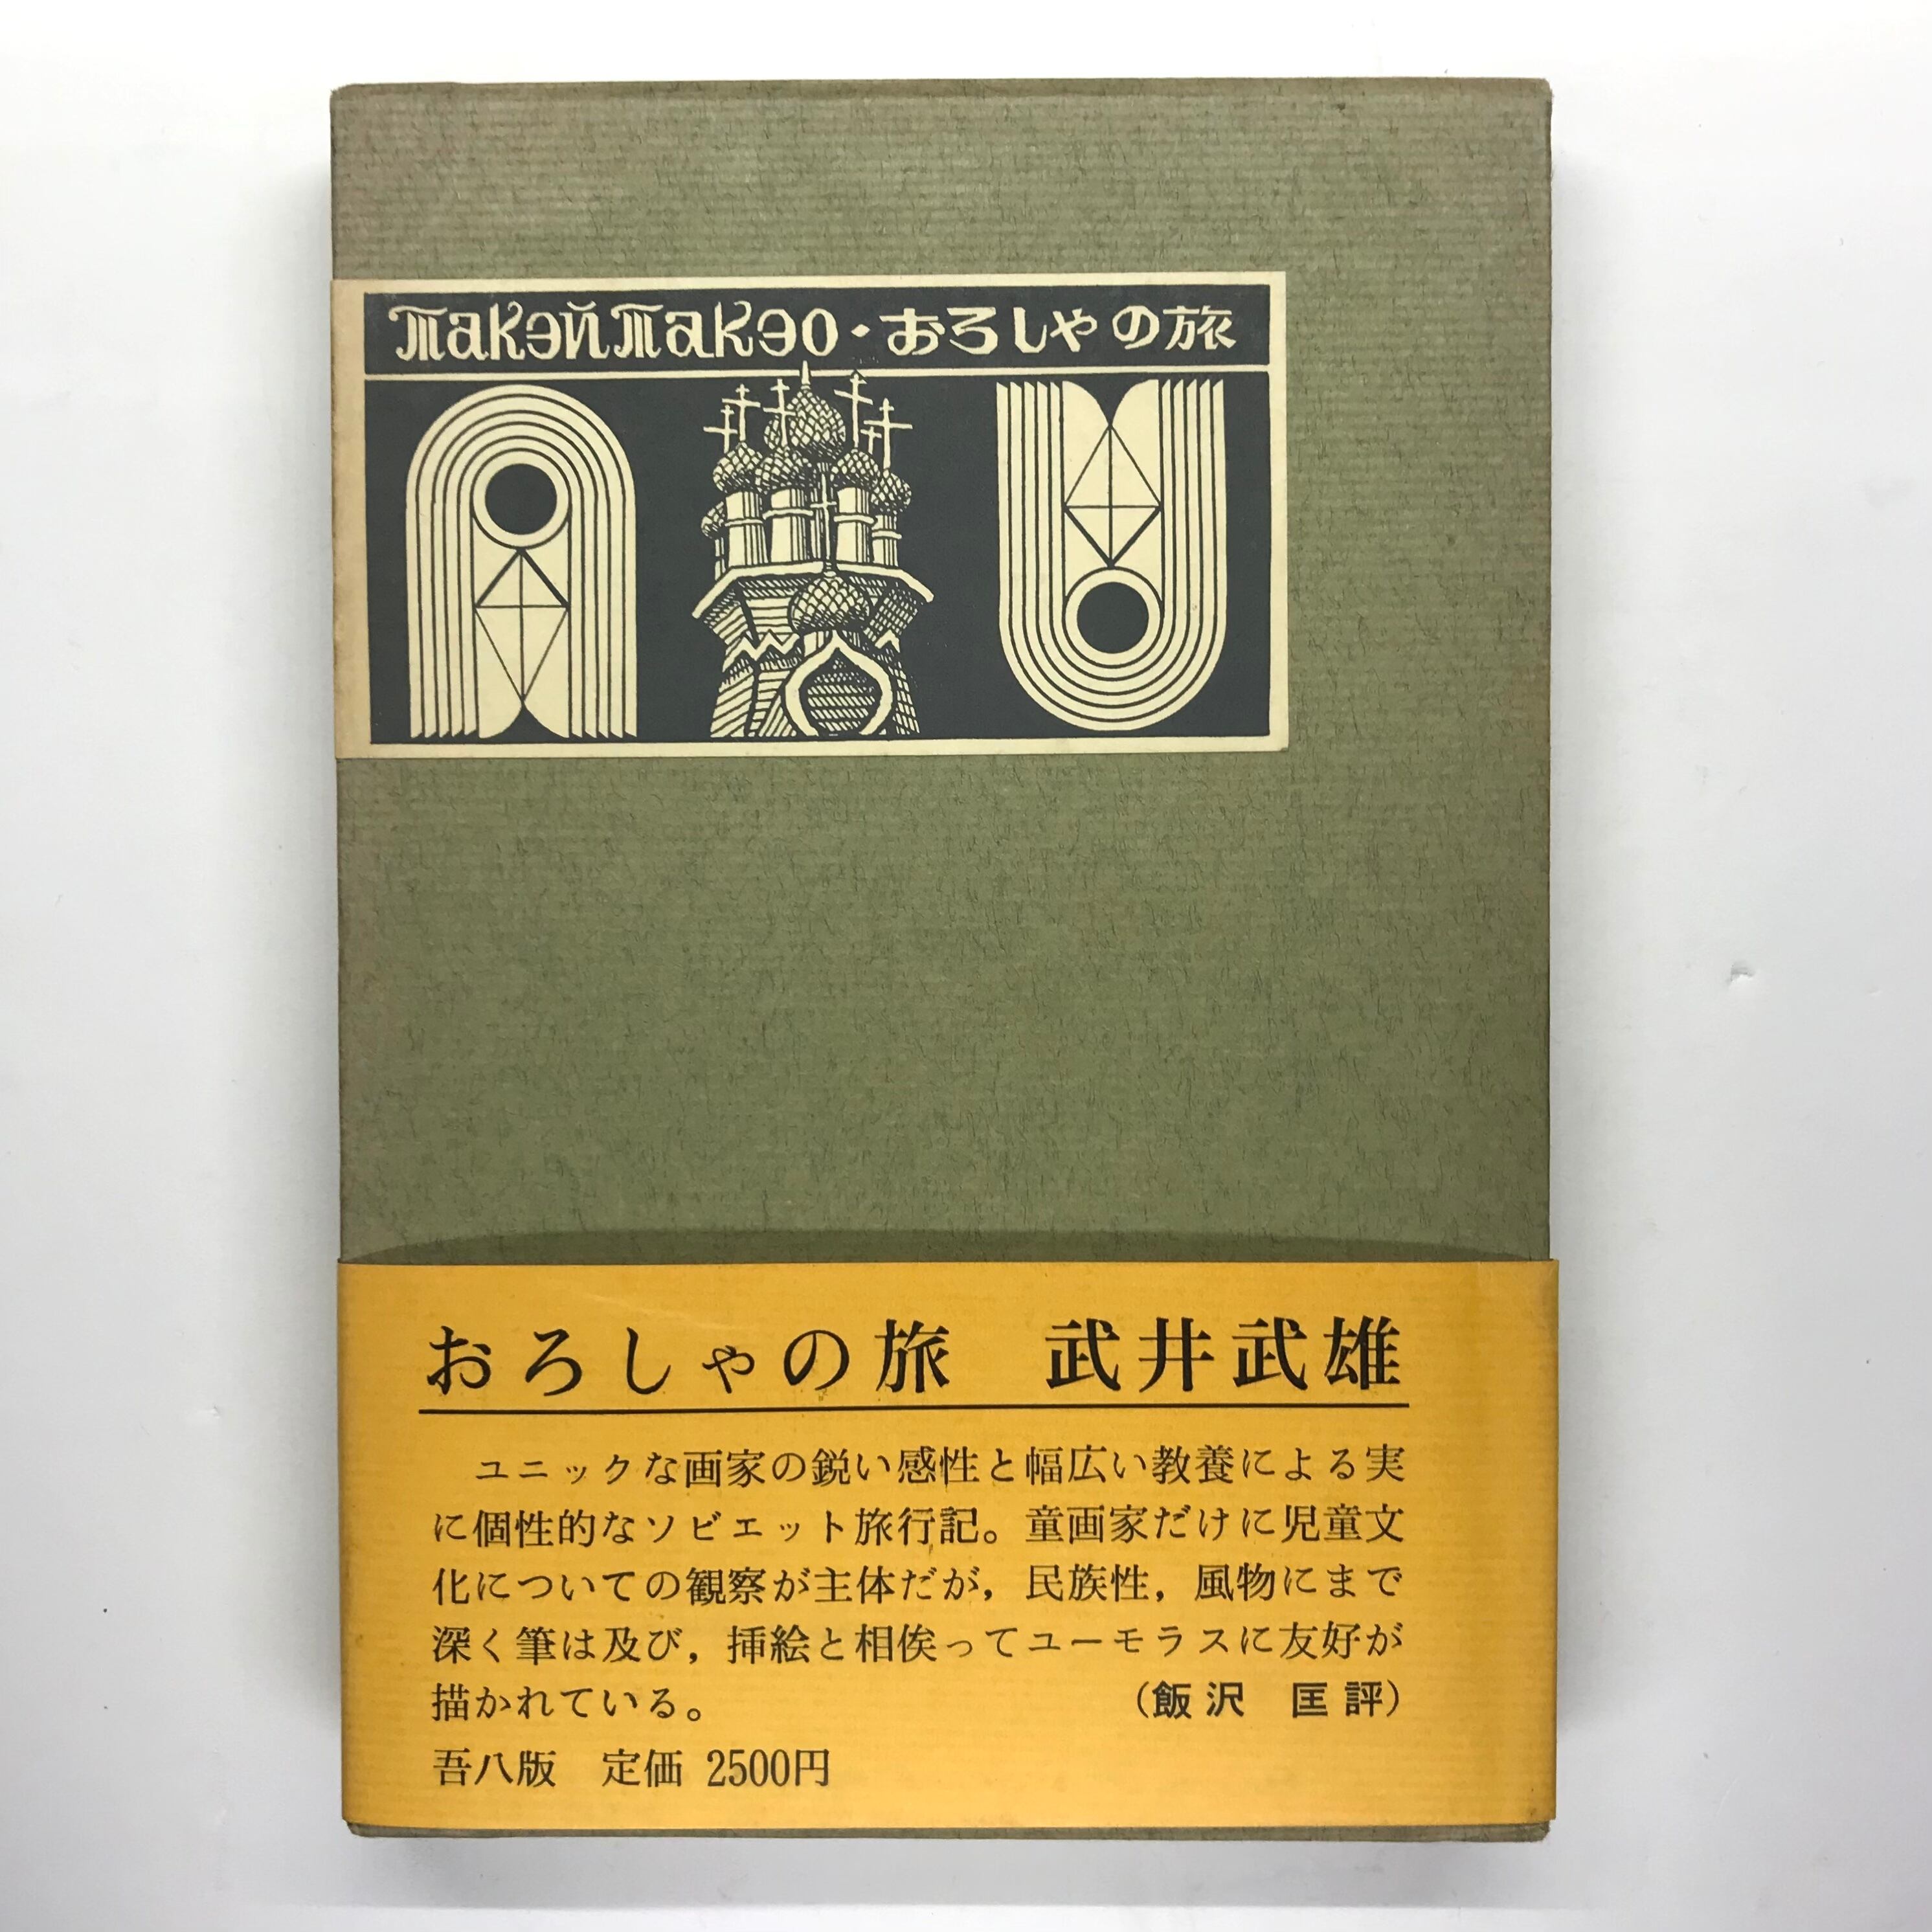 Такэй Такэо・おろしゃの旅
おろしゃの旅　武井武雄
ユニックな画家の鋭い感性と幅広い教養による実
に個性的なソビエット旅行記。童画家だけに児童文
化についての観察が主体だが，民族性，風物にまで
深く筆は及び，挿絵と相俟ってユーモラスに友好が
描かれている。　（飯沢　匡評）
吾八版　定価 2500円